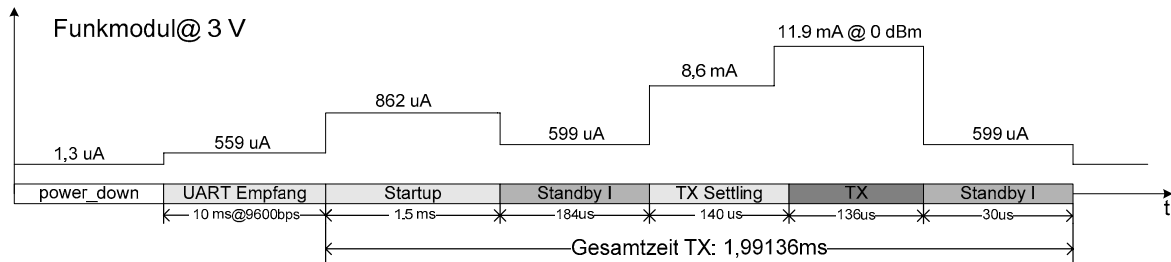 Funkmodul@ 3 V
11.9 mA @ 0 dBm
8,6 mA
862 uA
599 uA
599 uA
559 uA
1,3 uA
power_down UART Empfang Startup Standby I TX Settling TX Standby I
10 ms@9600bps 1,5 ms 184us 140 us 136us 30us
t
Gesamtzeit TX: 1,99136ms